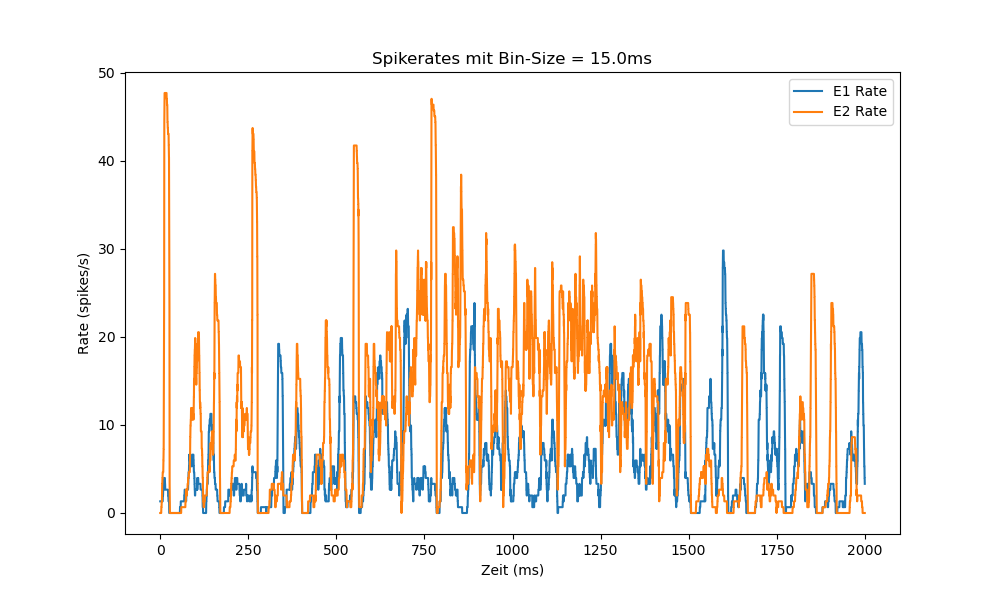 Spikerates mit Bin-Size = 15.0ms
E1 Rate
E2 Rate
Rate (spikes/s)
50
40
30
20
10
0
0 250 500 750 1000 1250 1500 1750 2000
Zeit (ms)